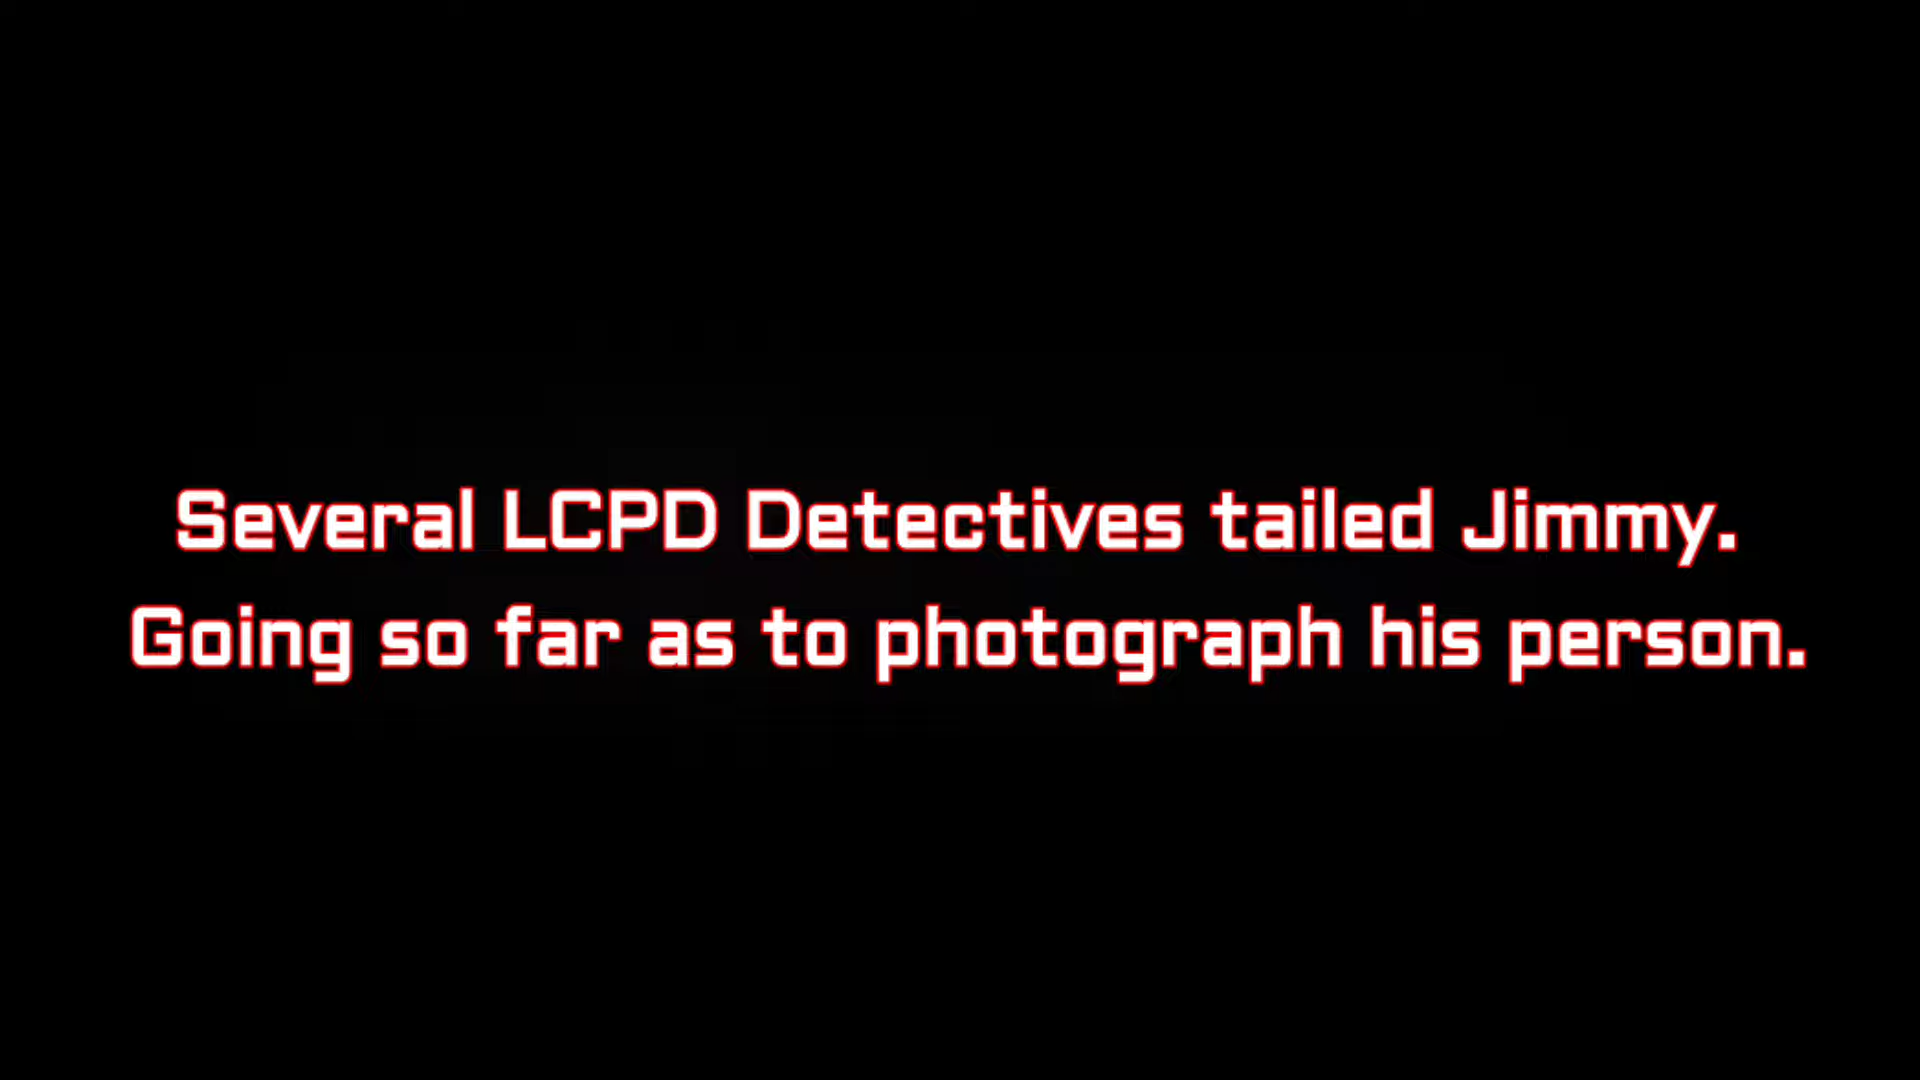 Several LCPD Detectives tailed Jimmy.
Going so far as to photograph his person.